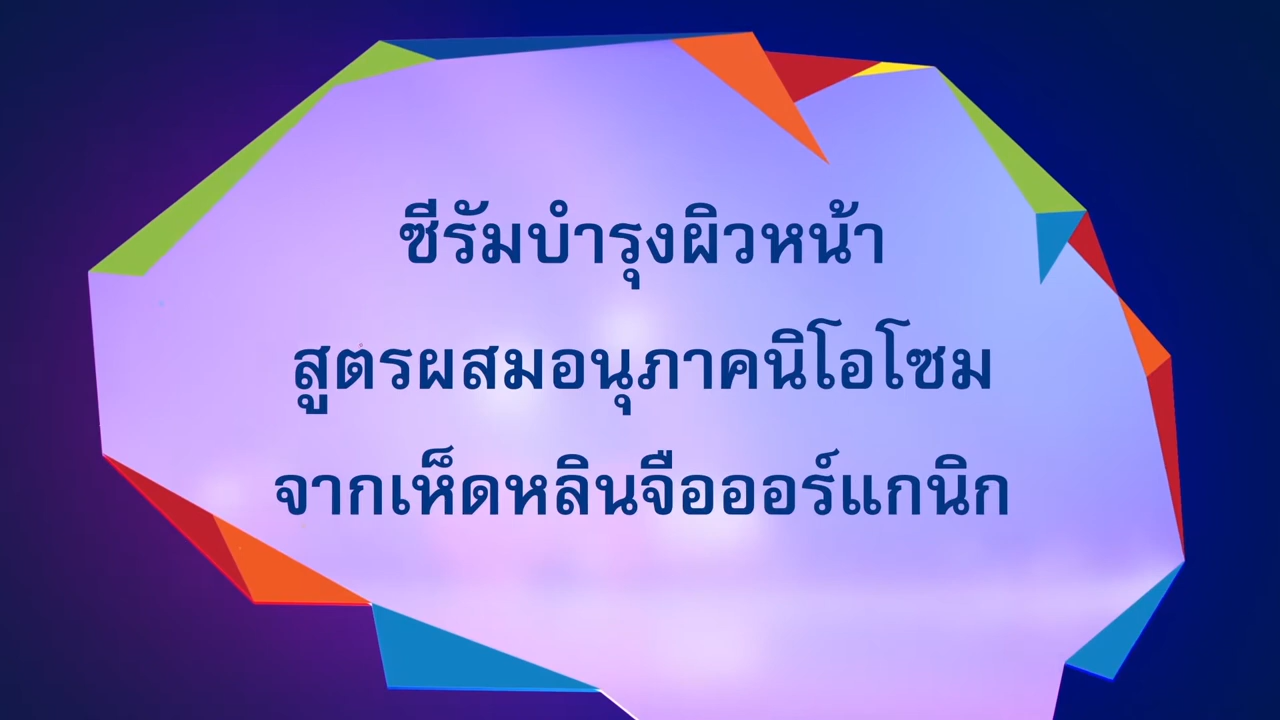 ซีรัมบำรุงผิวหน้า
สูตรผสมอนุภาคนิโอโซม
จากเห็ดหลินจือออร์แกนิก